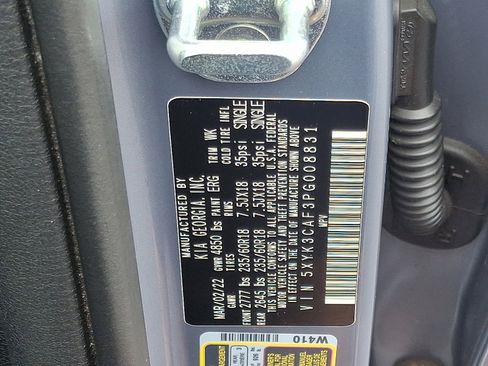 MANUFACTURED BY
KIA GEORGIA, INC.
MAR/02/22 GVWR 4850 lbs PAINT ERG TRIM WK
GAWR COLD TIRE INFL
FRONT 2777 lbs 235/60R18 7.5JX18 35psi SINGLE
REAR 2645 lbs 235/60R18 7.5JX18 35psi SINGLE
THIS VEHICLE CONFORMS TO ALL APPLICABLE U.S.A. FEDERAL
MOTOR VEHICLE SAFETY AND THEFT PREVENTION STANDARDS
IN EFFECT ON THE DATE OF MANUFACTURE SHOWN ABOVE
VIN 5XYK3CAF3PG008831
MPV
W410